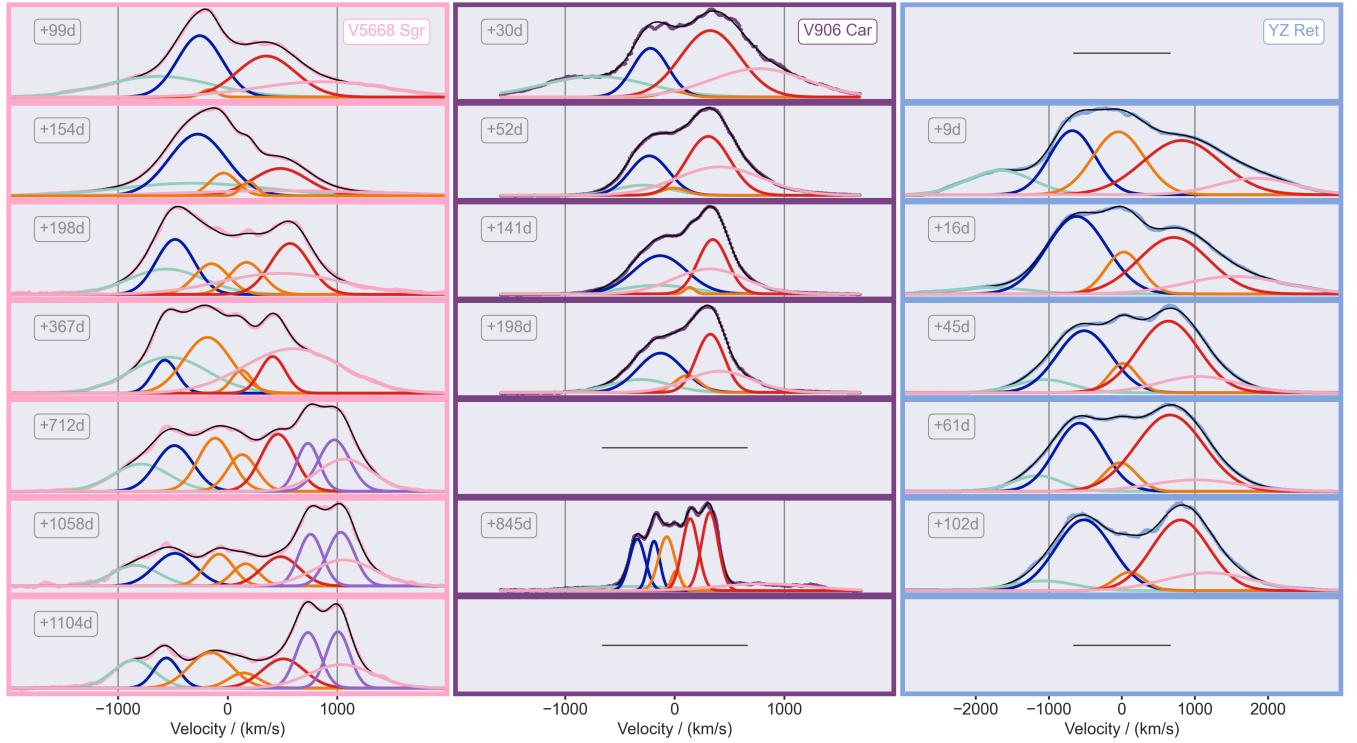 +99d V5668 Sgr
+154d
+198d
+367d
+712d
+1058d
+1104d
−1000 0 1000
Velocity / (km/s)
+30d V906 Car
+52d
+141d
+198d
+845d
−1000 0 1000
Velocity / (km/s)
YZ Ret
+9d
+16d
+45d
+61d
+102d
−2000 −1000 0 1000 2000
Velocity / (km/s)